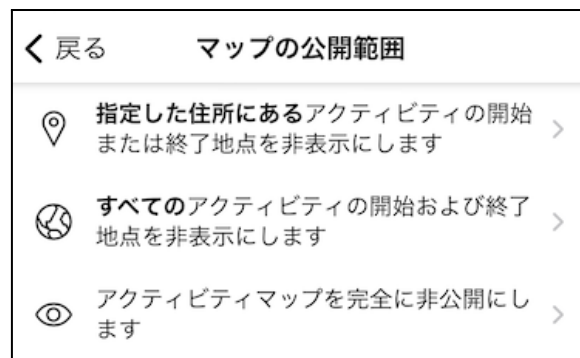 戻る マップの公開範囲
指定した住所にあるアクティビティの開始
または終了地点を非表示にします
すべてのアクティビティの開始および終了
地点を非表示にします
アクティビティマップを完全に非公開にし
ます